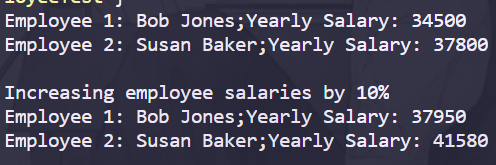 Employee 1: Bob Jones;Yearly Salary: 34500
Employee 2: Susan Baker;Yearly Salary: 37800
Increasing employee salaries by 10%
Employee 1: Bob Jones;Yearly Salary: 37950
Employee 2: Susan Baker;Yearly Salary: 41580